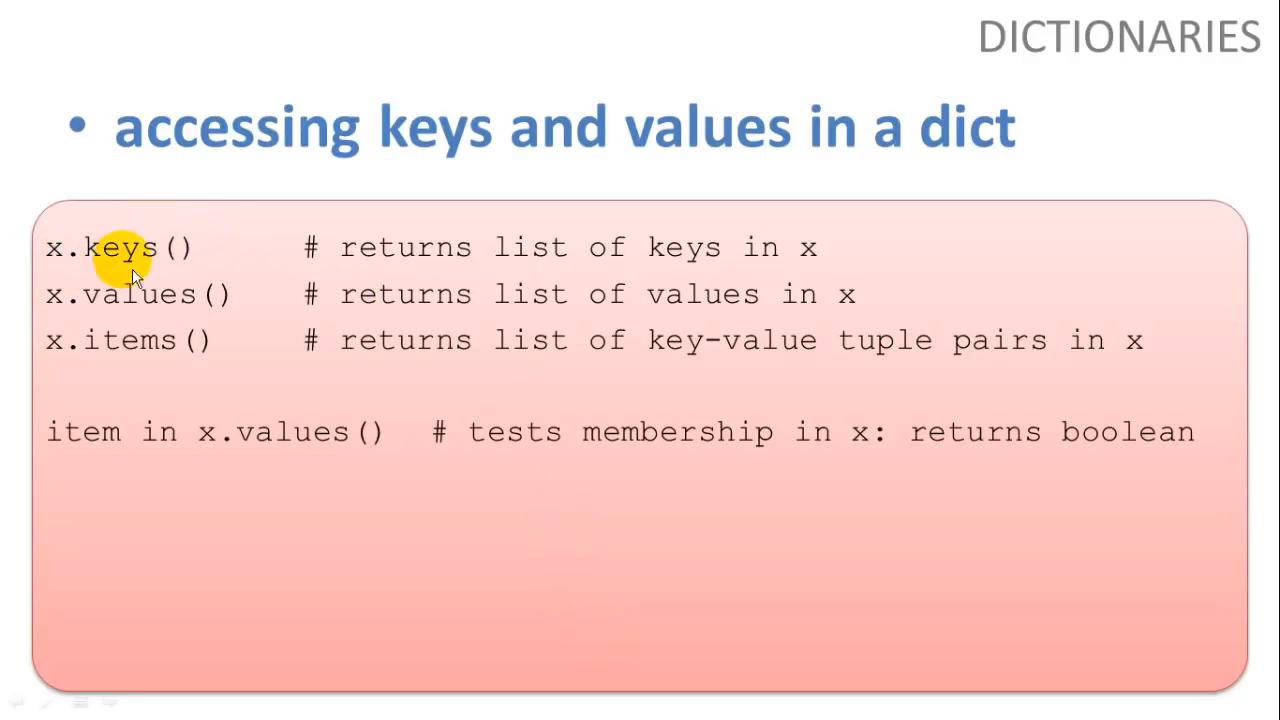 DICTIONARIES
• accessing keys and values in a dict
x.keys() # returns list of keys in x
x.values() # returns list of values in x
x.items() # returns list of key-value tuple pairs in x
item in x.values() # tests membership in x: returns boolean